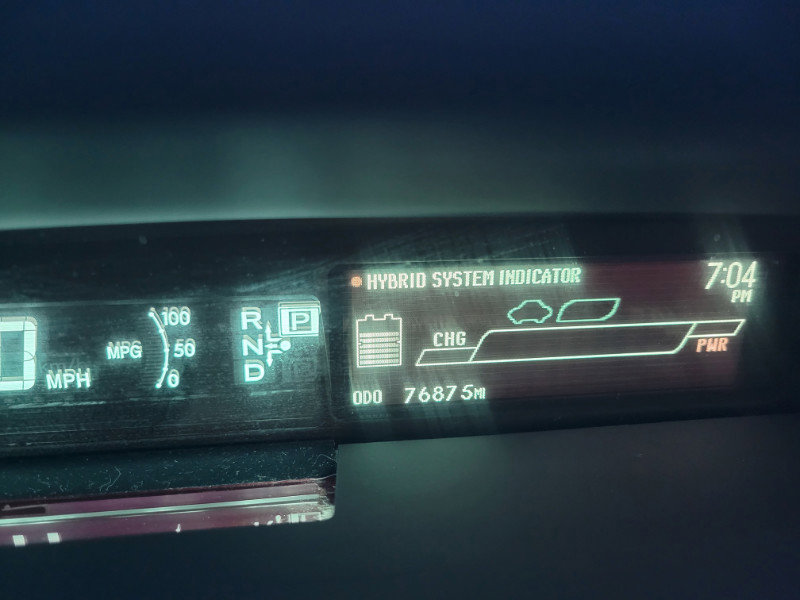 HYBRID SYSTEM INDICATOR
7:04
PM
100
MPG 50
0
MPH
R P
N
D
CHG
PWR
ODO 76875MI